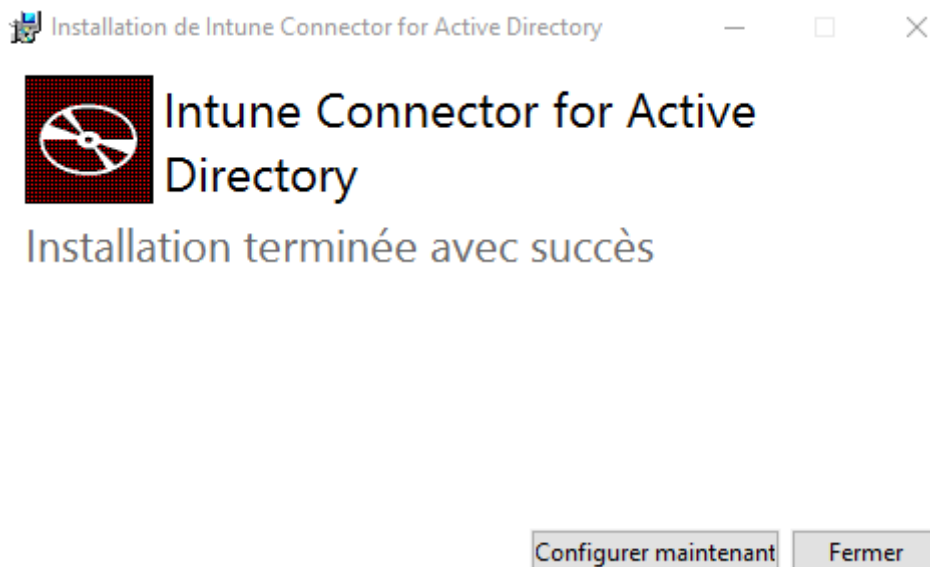 Installation de Intune Connector for Active Directory
Intune Connector for Active
Directory
Installation terminée avec succès
Configurer maintenant
Fermer